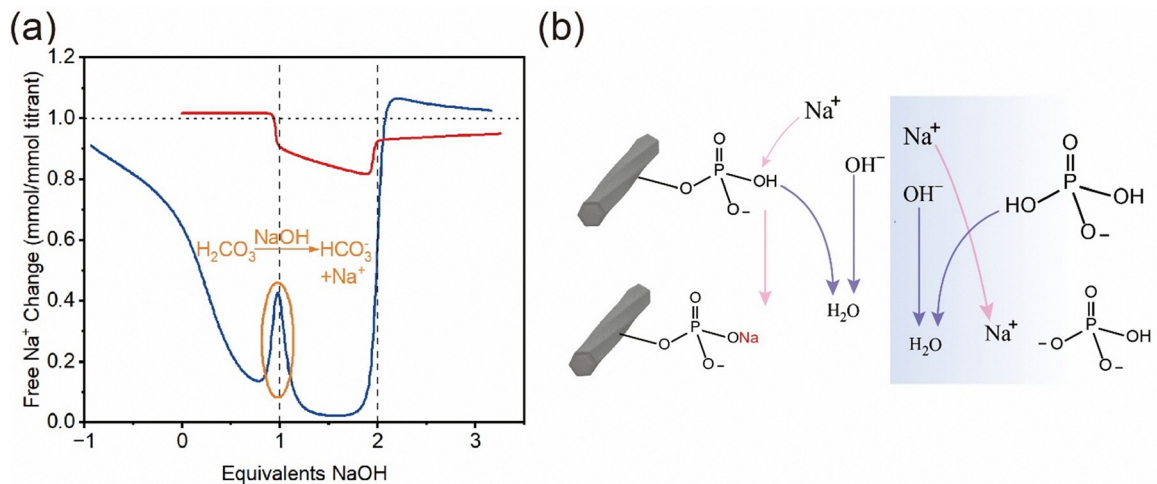 (a)
Free Na⁺ Change (mmol/mmol titrant)
1.2
1.0
0.8
0.6
0.4
0.2
0.0
H₂CO₃ NaOH HCO₃⁻
+Na⁺
−1 0 1 2 3
Equivalents NaOH
(b)
Na⁺
O
O P OH
O−
OH⁻
H₂O
O
O P ONa
O−
Na⁺
OH⁻
O
HO P OH
O−
H₂O
Na⁺
O
−O P OH
O−